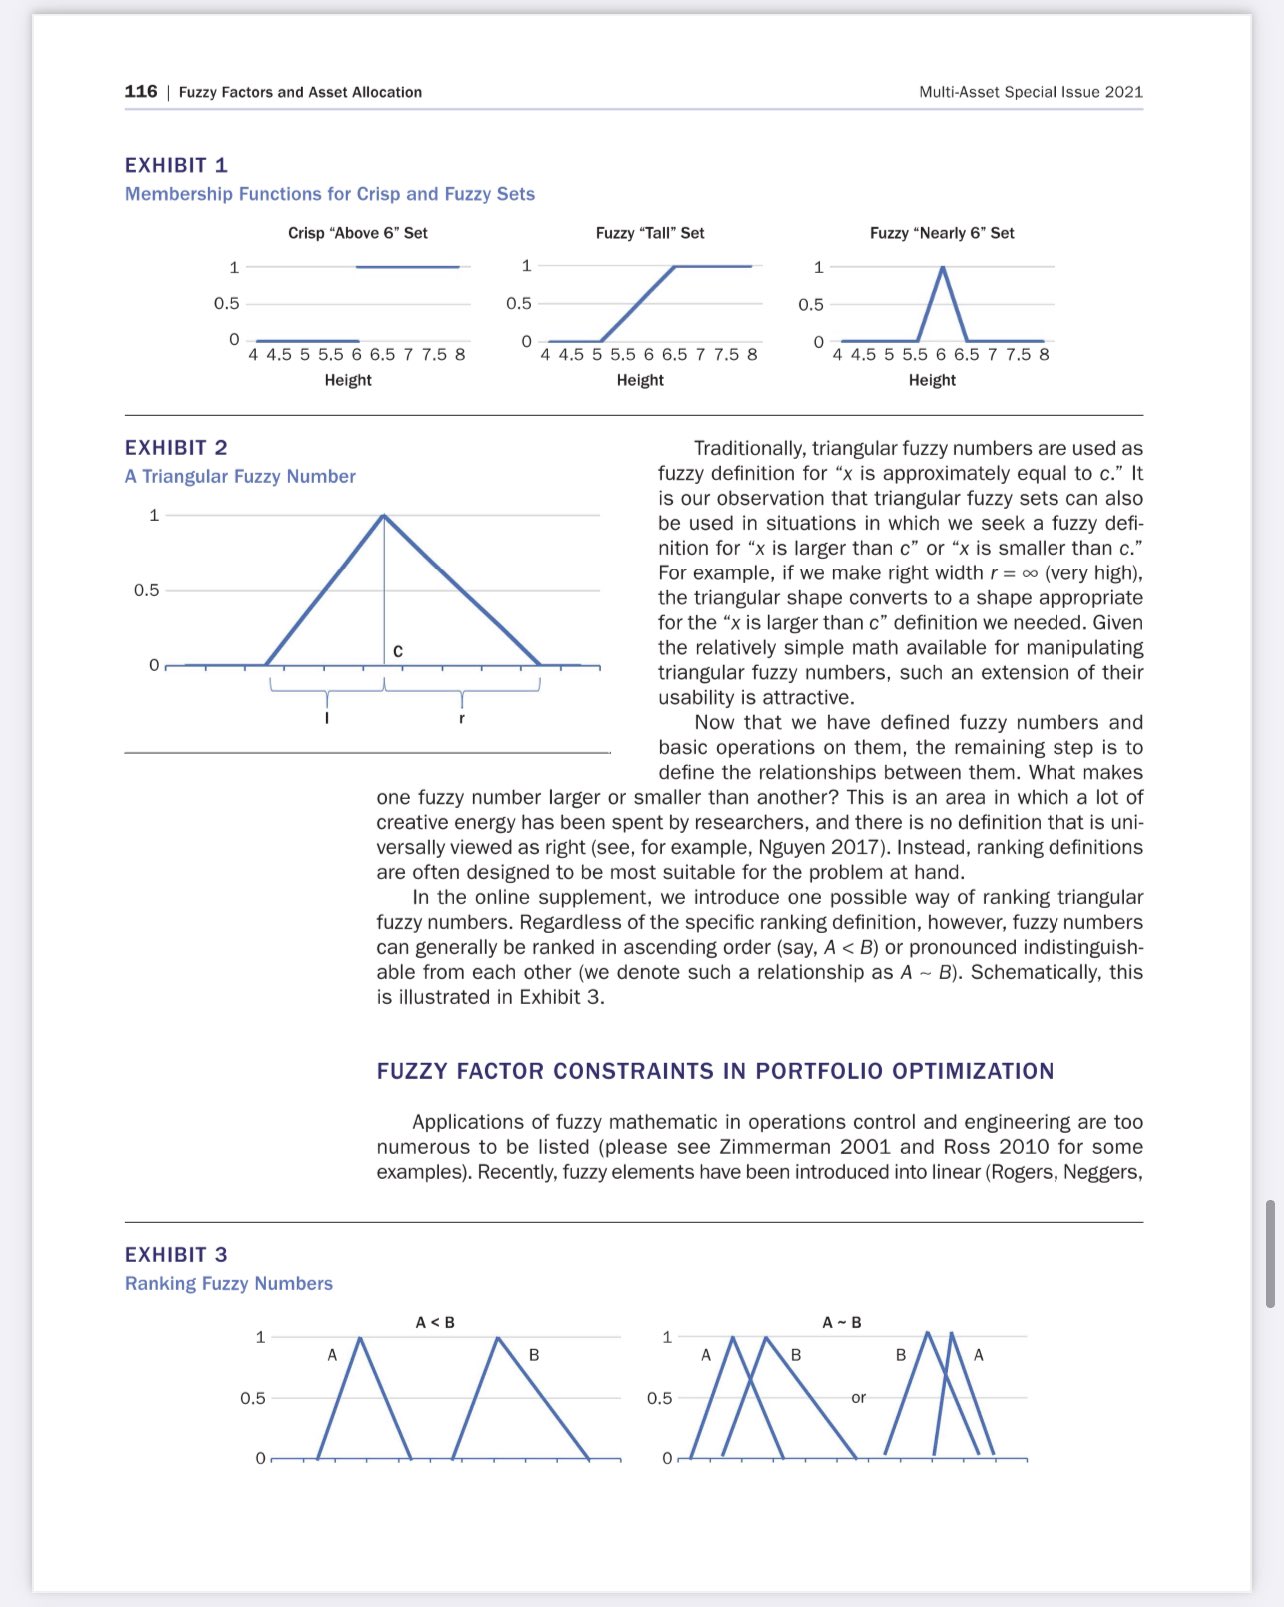 116 | Fuzzy Factors and Asset Allocation
Multi-Asset Special Issue 2021
EXHIBIT 1
Membership Functions for Crisp and Fuzzy Sets
Crisp “Above 6” Set
1
0.5
0
4 4.5 5 5.5 6 6.5 7 7.5 8
Height
Fuzzy “Tall” Set
1
0.5
0
4 4.5 5 5.5 6 6.5 7 7.5 8
Height
Fuzzy “Nearly 6” Set
1
0.5
0
4 4.5 5 5.5 6 6.5 7 7.5 8
Height
EXHIBIT 2
A Triangular Fuzzy Number
1
0.5
0
c
l
r
Traditionally, triangular fuzzy numbers are used as
fuzzy definition for “x is approximately equal to c.” It
is our observation that triangular fuzzy sets can also
be used in situations in which we seek a fuzzy defi-
nition for “x is larger than c” or “x is smaller than c.”
For example, if we make right width r = ∞ (very high),
the triangular shape converts to a shape appropriate
for the “x is larger than c” definition we needed. Given
the relatively simple math available for manipulating
triangular fuzzy numbers, such an extension of their
usability is attractive.
Now that we have defined fuzzy numbers and
basic operations on them, the remaining step is to
define the relationships between them. What makes
one fuzzy number larger or smaller than another? This is an area in which a lot of
creative energy has been spent by researchers, and there is no definition that is uni-
versally viewed as right (see, for example, Nguyen 2017). Instead, ranking definitions
are often designed to be most suitable for the problem at hand.
In the online supplement, we introduce one possible way of ranking triangular
fuzzy numbers. Regardless of the specific ranking definition, however, fuzzy numbers
can generally be ranked in ascending order (say, A < B) or pronounced indistinguish-
able from each other (we denote such a relationship as A ~ B). Schematically, this
is illustrated in Exhibit 3.
FUZZY FACTOR CONSTRAINTS IN PORTFOLIO OPTIMIZATION
Applications of fuzzy mathematic in operations control and engineering are too
numerous to be listed (please see Zimmerman 2001 and Ross 2010 for some
examples). Recently, fuzzy elements have been introduced into linear (Rogers, Neggers,
EXHIBIT 3
Ranking Fuzzy Numbers
A < B
1
0.5
0
A
B
A ~ B
1
0.5
0
A
B
or
B
A